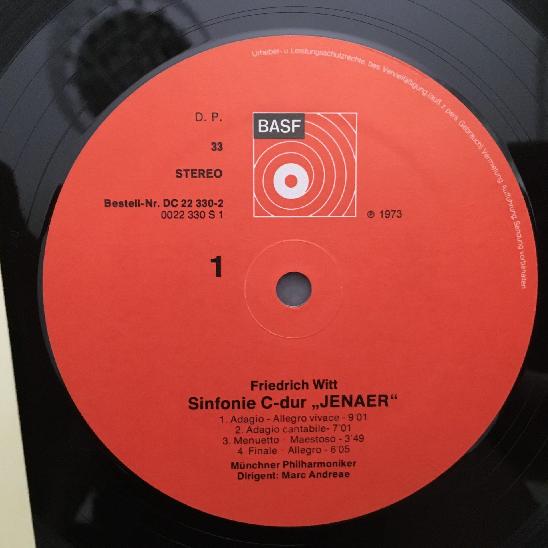 Urheber- u Leistungsschutzrechte, bes. Vervielfältigung (auß z pers. Gebrauch), Vermietung, Aufführung, Sendung vorbehalten
D. P.
BASF
33
STEREO
Bestell-Nr. DC 22 330-2
0022 330 S 1
℗ 1973
1
Friedrich Witt
Sinfonie C-dur „JENAER“
1. Adagio - Allegro vivace - 9'01
2. Adagio cantabile - 7'01
3. Menuetto - Maestoso - 3'49
4 Finale - Allegro - 6'05
Münchner Philharmoniker
Dirigent: Marc Andreae